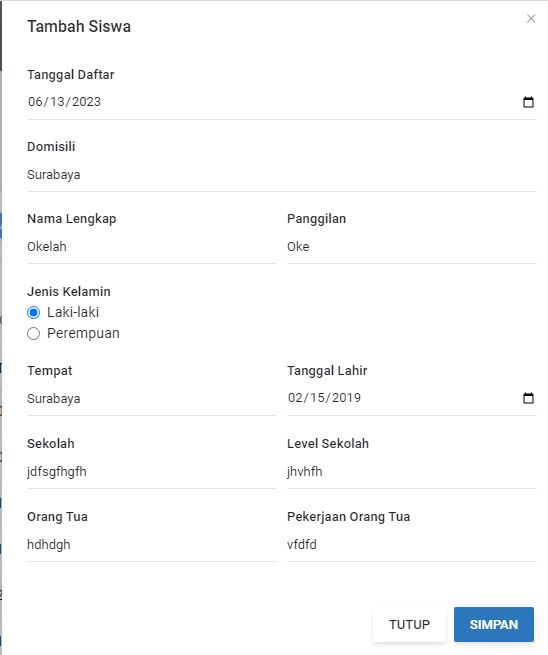 Tambah Siswa
Tanggal Daftar
06/13/2023
Domisili
Surabaya
Nama Lengkap Panggilan
Okelah Oke
Jenis Kelamin
Laki-laki
Perempuan
Tempat Tanggal Lahir
Surabaya 02/15/2019
Sekolah Level Sekolah
jdfsgfhgfh jhvhfh
Orang Tua Pekerjaan Orang Tua
hdhdgh vfdfd
TUTUP SIMPAN